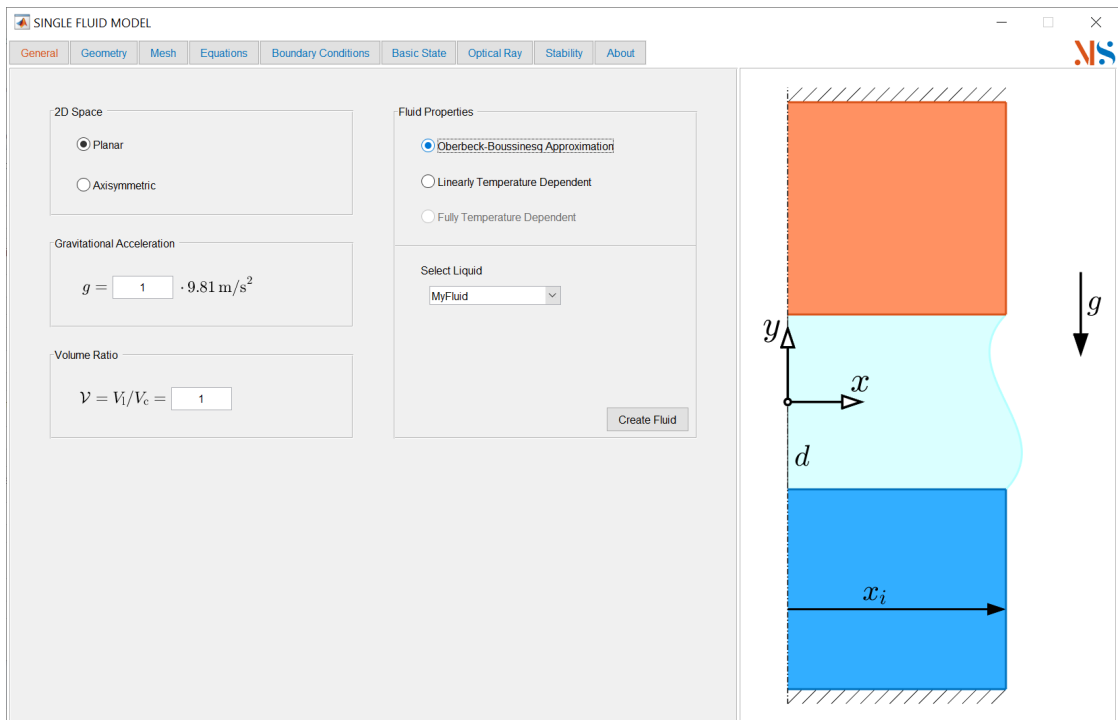 SINGLE FLUID MODEL
General Geometry Mesh Equations Boundary Conditions Basic State Optical Ray Stability About
MS
2D Space
Planar
Axisymmetric
Gravitational Acceleration
g = 1 · 9.81 m/s²
Volume Ratio
𝒱 = V_l/V_c = 1
Fluid Properties
Oberbeck-Boussinesq Approximation
Linearly Temperature Dependent
Fully Temperature Dependent
Select Liquid
MyFluid
Create Fluid
g
y
x
d
x_i